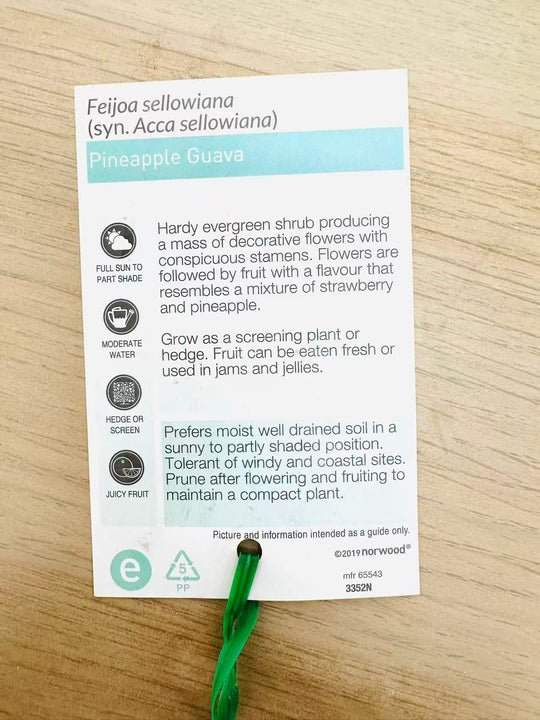 Feijoa sellowiana
(syn. Acca sellowiana)
Pineapple Guava
FULL SUN TO
PART SHADE
MODERATE
WATER
HEDGE OR
SCREEN
JUICY FRUIT
Hardy evergreen shrub producing
a mass of decorative flowers with
conspicuous stamens. Flowers are
followed by fruit with a flavour that
resembles a mixture of strawberry
and pineapple.
Grow as a screening plant or
hedge. Fruit can be eaten fresh or
used in jams and jellies.
Prefers moist well drained soil in a
sunny to partly shaded position.
Tolerant of windy and coastal sites.
Prune after flowering and fruiting to
maintain a compact plant.
Picture and information intended as a guide only.
©2019 norwood®
e
5
PP
mfr 65543
3352N